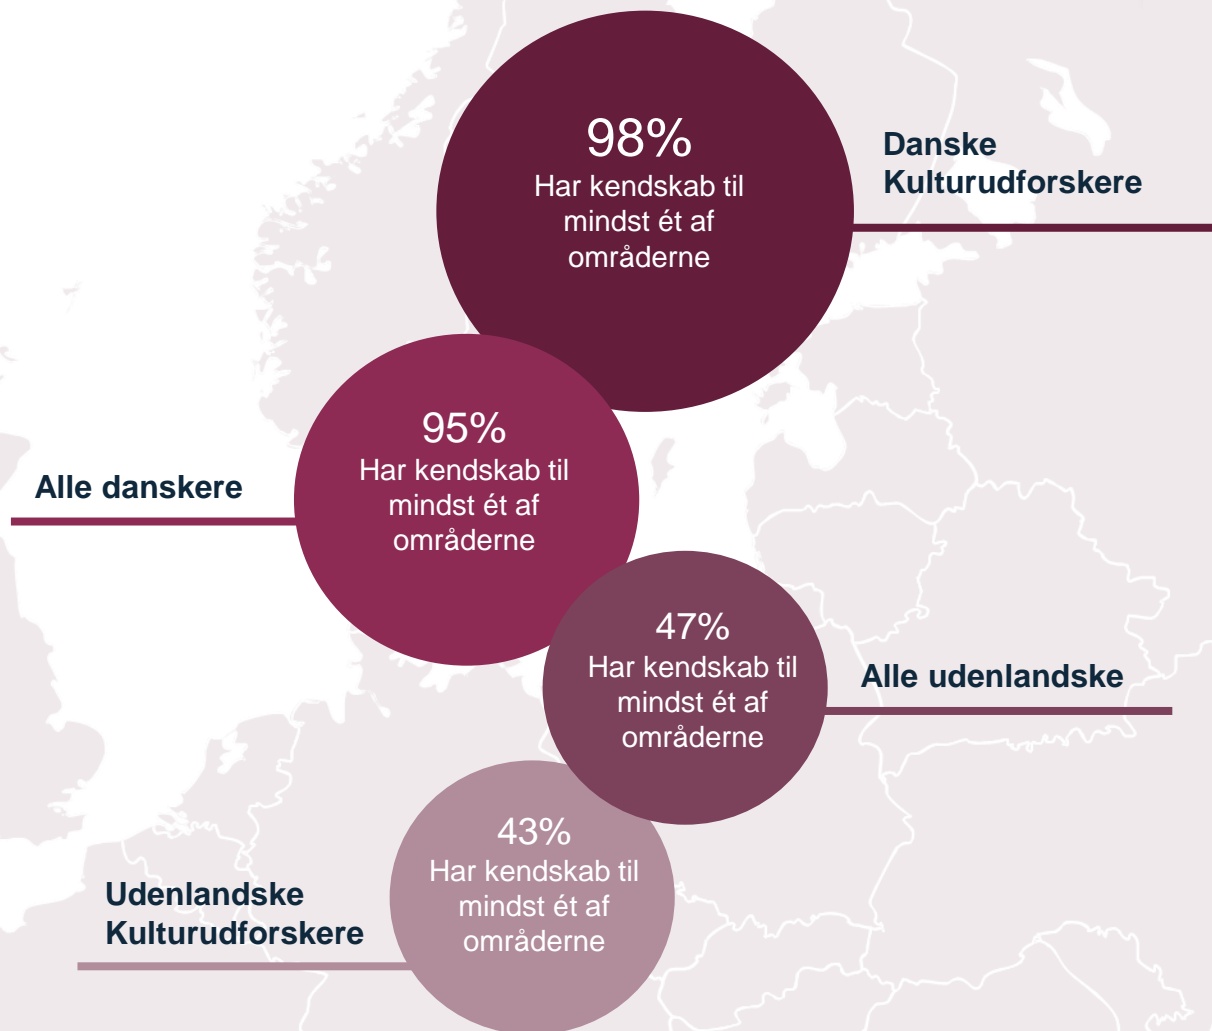 98%
Har kendskab til
mindst ét af
områderne
Danske
Kulturudforskere
95%
Har kendskab til
mindst ét af
områderne
Alle danskere
47%
Har kendskab til
mindst ét af
områderne
Alle udenlandske
43%
Har kendskab til
mindst ét af
områderne
Udenlandske
Kulturudforskere